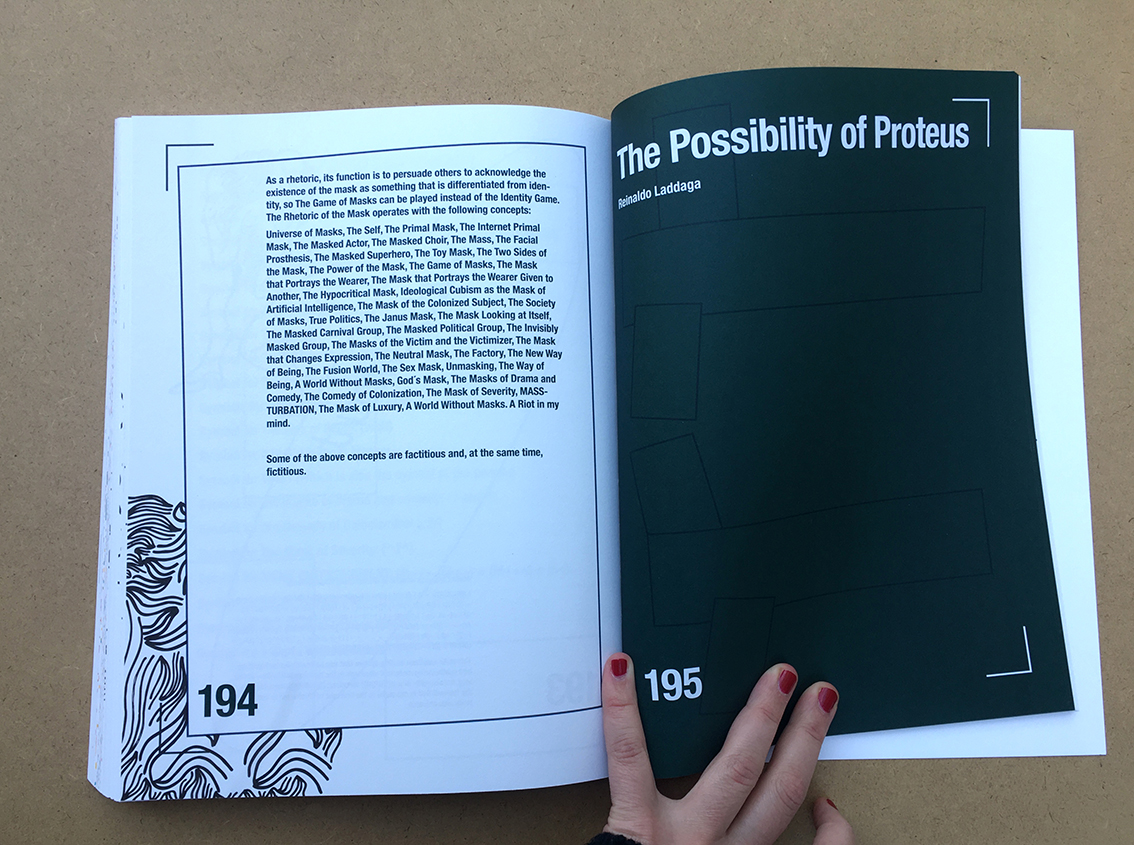 As a rhetoric, its function is to persuade others to acknowledge the
existence of the mask as something that is differentiated from iden-
tity, so The Game of Masks can be played instead of the Identity Game.
The Rhetoric of the Mask operates with the following concepts:
Universe of Masks, The Self, The Primal Mask, The Internet Primal
Mask, The Masked Actor, The Masked Choir, The Mass, The Facial
Prosthesis, The Masked Superhero, The Toy Mask, The Two Sides of
the Mask, The Power of the Mask, The Game of Masks, The Mask
that Portrays the Wearer, The Mask that Portrays the Wearer Given to
Another, The Hypocritical Mask, Ideological Cubism as the Mask of
Artificial Intelligence, The Mask of the Colonized Subject, The Society
of Masks, True Politics, The Janus Mask, The Mask Looking at Itself,
The Masked Carnival Group, The Masked Political Group, The Invisibly
Masked Group, The Masks of the Victim and the Victimizer, The Mask
that Changes Expression, The Neutral Mask, The Factory, The New Way
of Being, The Fusion World, The Sex Mask, Unmasking, The Way of
Being, A World Without Masks, God´s Mask, The Masks of Drama and
Comedy, The Comedy of Colonization, The Mask of Severity, MASS-
TURBATION, The Mask of Luxury, A World Without Masks. A Riot in my
mind.
Some of the above concepts are factitious and, at the same time,
fictitious.
194
The Possibility of Proteus
Reinaldo Laddaga
195